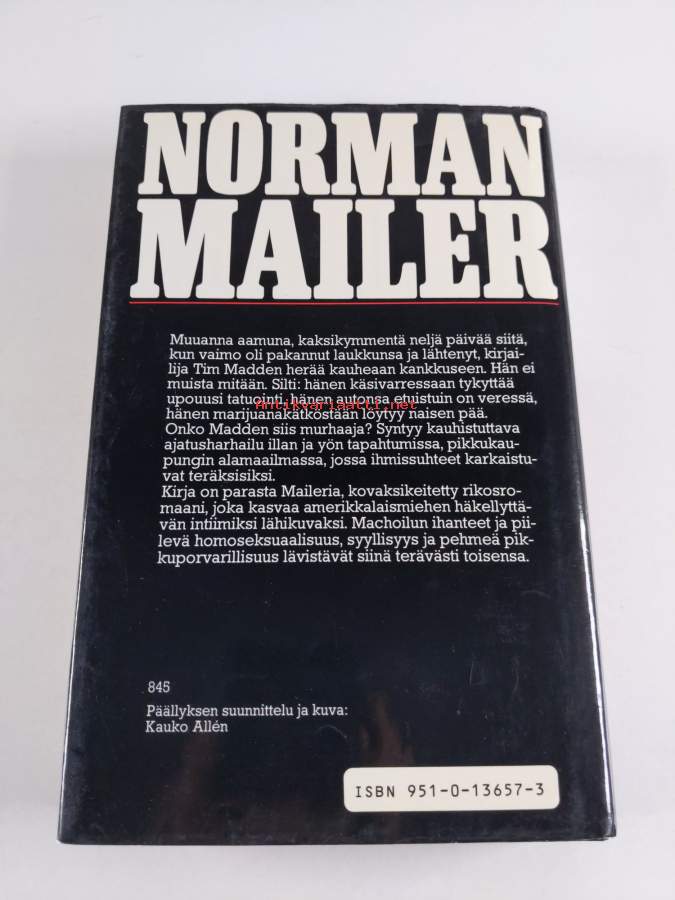 NORMAN
MAILER
Muuanna aamuna, kaksikymmentä neljä päivää siitä,
kun vaimo oli pakannut laukkunsa ja lähtenyt, kirjai-
lija Tim Madden herää kauheaan kankkuseen. Hän ei
muista mitään. Silti: hänen käsivarressaan tykyttää
upouusi tatuointi, hänen autonsa etuistuin on veressä,
Antikvariaatti.net
hänen marijuanakätköstään löytyy naisen pää.
Onko Madden siis murhaaja? Syntyy kauhistuttava
ajatusharhailu illan ja yön tapahtumissa, pikkukau-
pungin alamaailmassa, jossa ihmissuhteet karkaistu-
vat teräksisiksi.
Kirja on parasta Maileria, kovaksikeitetty rikosro-
maani, joka kasvaa amerikkalaismiehen häkellyttä-
vän intiimiksi lähikuvaksi. Machoilun ihanteet ja pii-
levä homoseksuaalisuus, syyllisyys ja pehmeä pik-
kuporvarillisuus lävistävät siinä terävästi toisensa.
845
Päällyksen suunnittelu ja kuva:
Kauko Allén
ISBN 951-0-13657-3